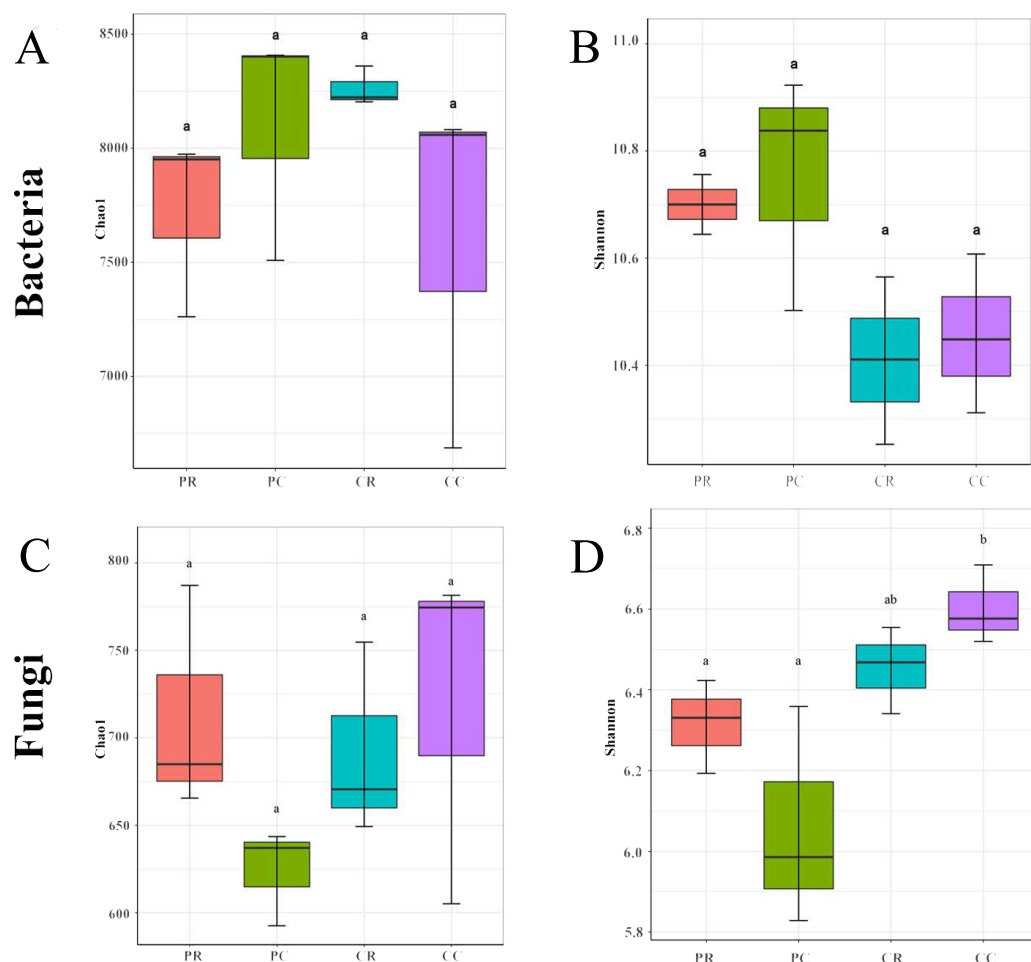 A
B
Bacteria
8500
8000
7500
7000
Chao1
a
a
a
a
PR
PC
CR
CC
11.0
10.8
10.6
10.4
Shannon
a
a
a
a
PR
PC
CR
CC
C
D
Fungi
800
750
700
650
600
Chao1
a
a
a
a
PR
PC
CR
CC
6.8
6.6
6.4
6.2
6.0
5.8
Shannon
a
a
ab
b
PR
PC
CR
CC